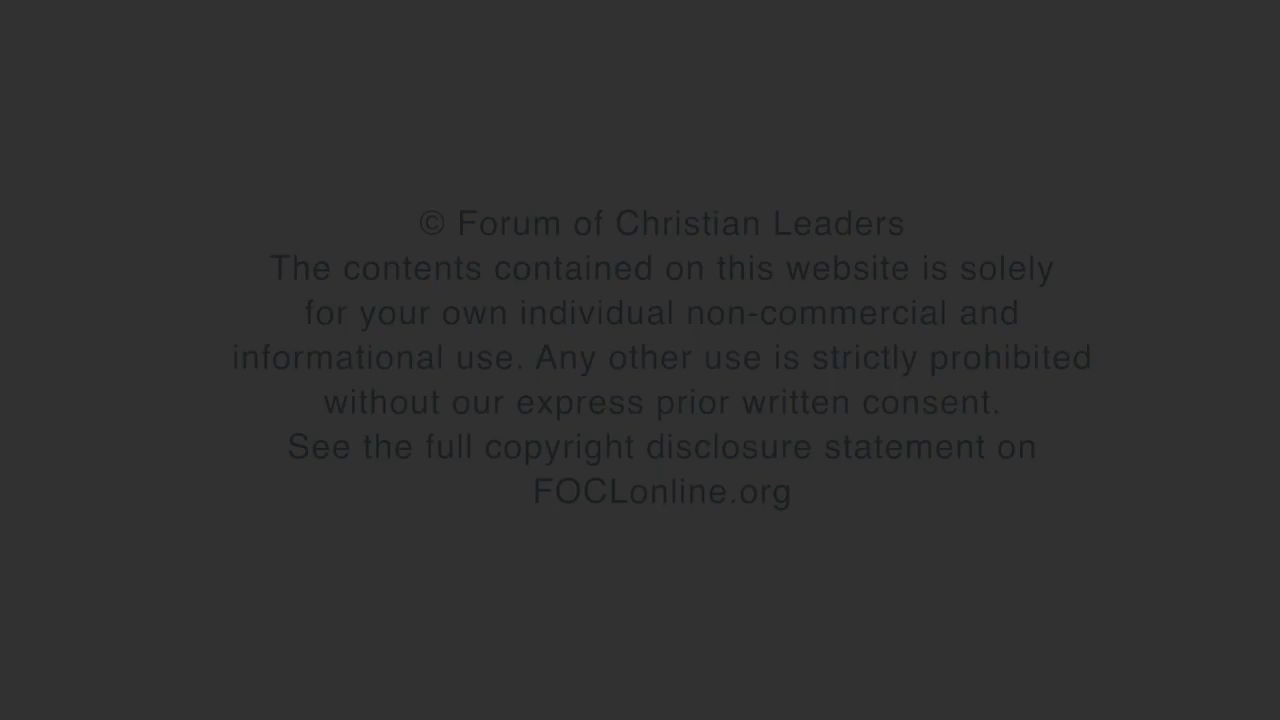 © Forum of Christian Leaders
The contents contained on this website is solely
for your own individual non-commercial and
informational use. Any other use is strictly prohibited
without our express prior written consent.
See the full copyright disclosure statement on
FOCLonline.org